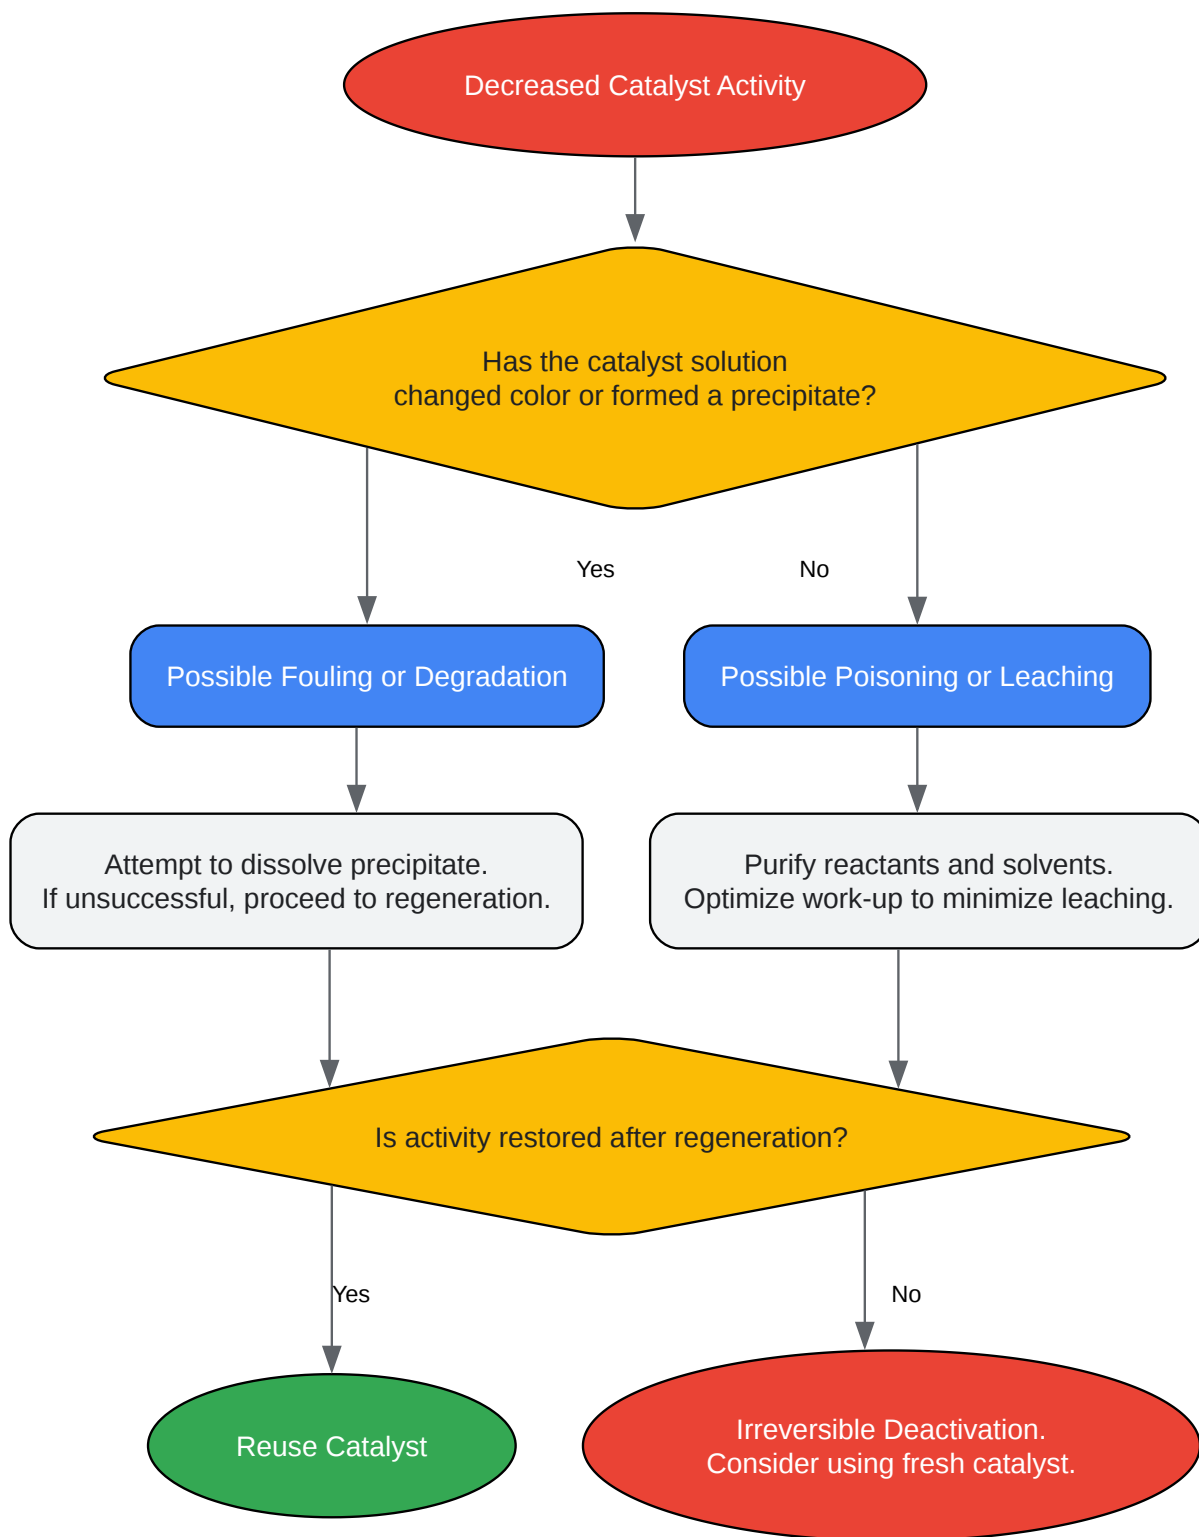 Decreased Catalyst Activity
Has the catalyst solution
changed color or formed a precipitate?
Yes
No
Possible Fouling or Degradation
Possible Poisoning or Leaching
Attempt to dissolve precipitate.
If unsuccessful, proceed to regeneration.
Purify reactants and solvents.
Optimize work-up to minimize leaching.
Is activity restored after regeneration?
Yes
No
Reuse Catalyst
Irreversible Deactivation.
Consider using fresh catalyst.